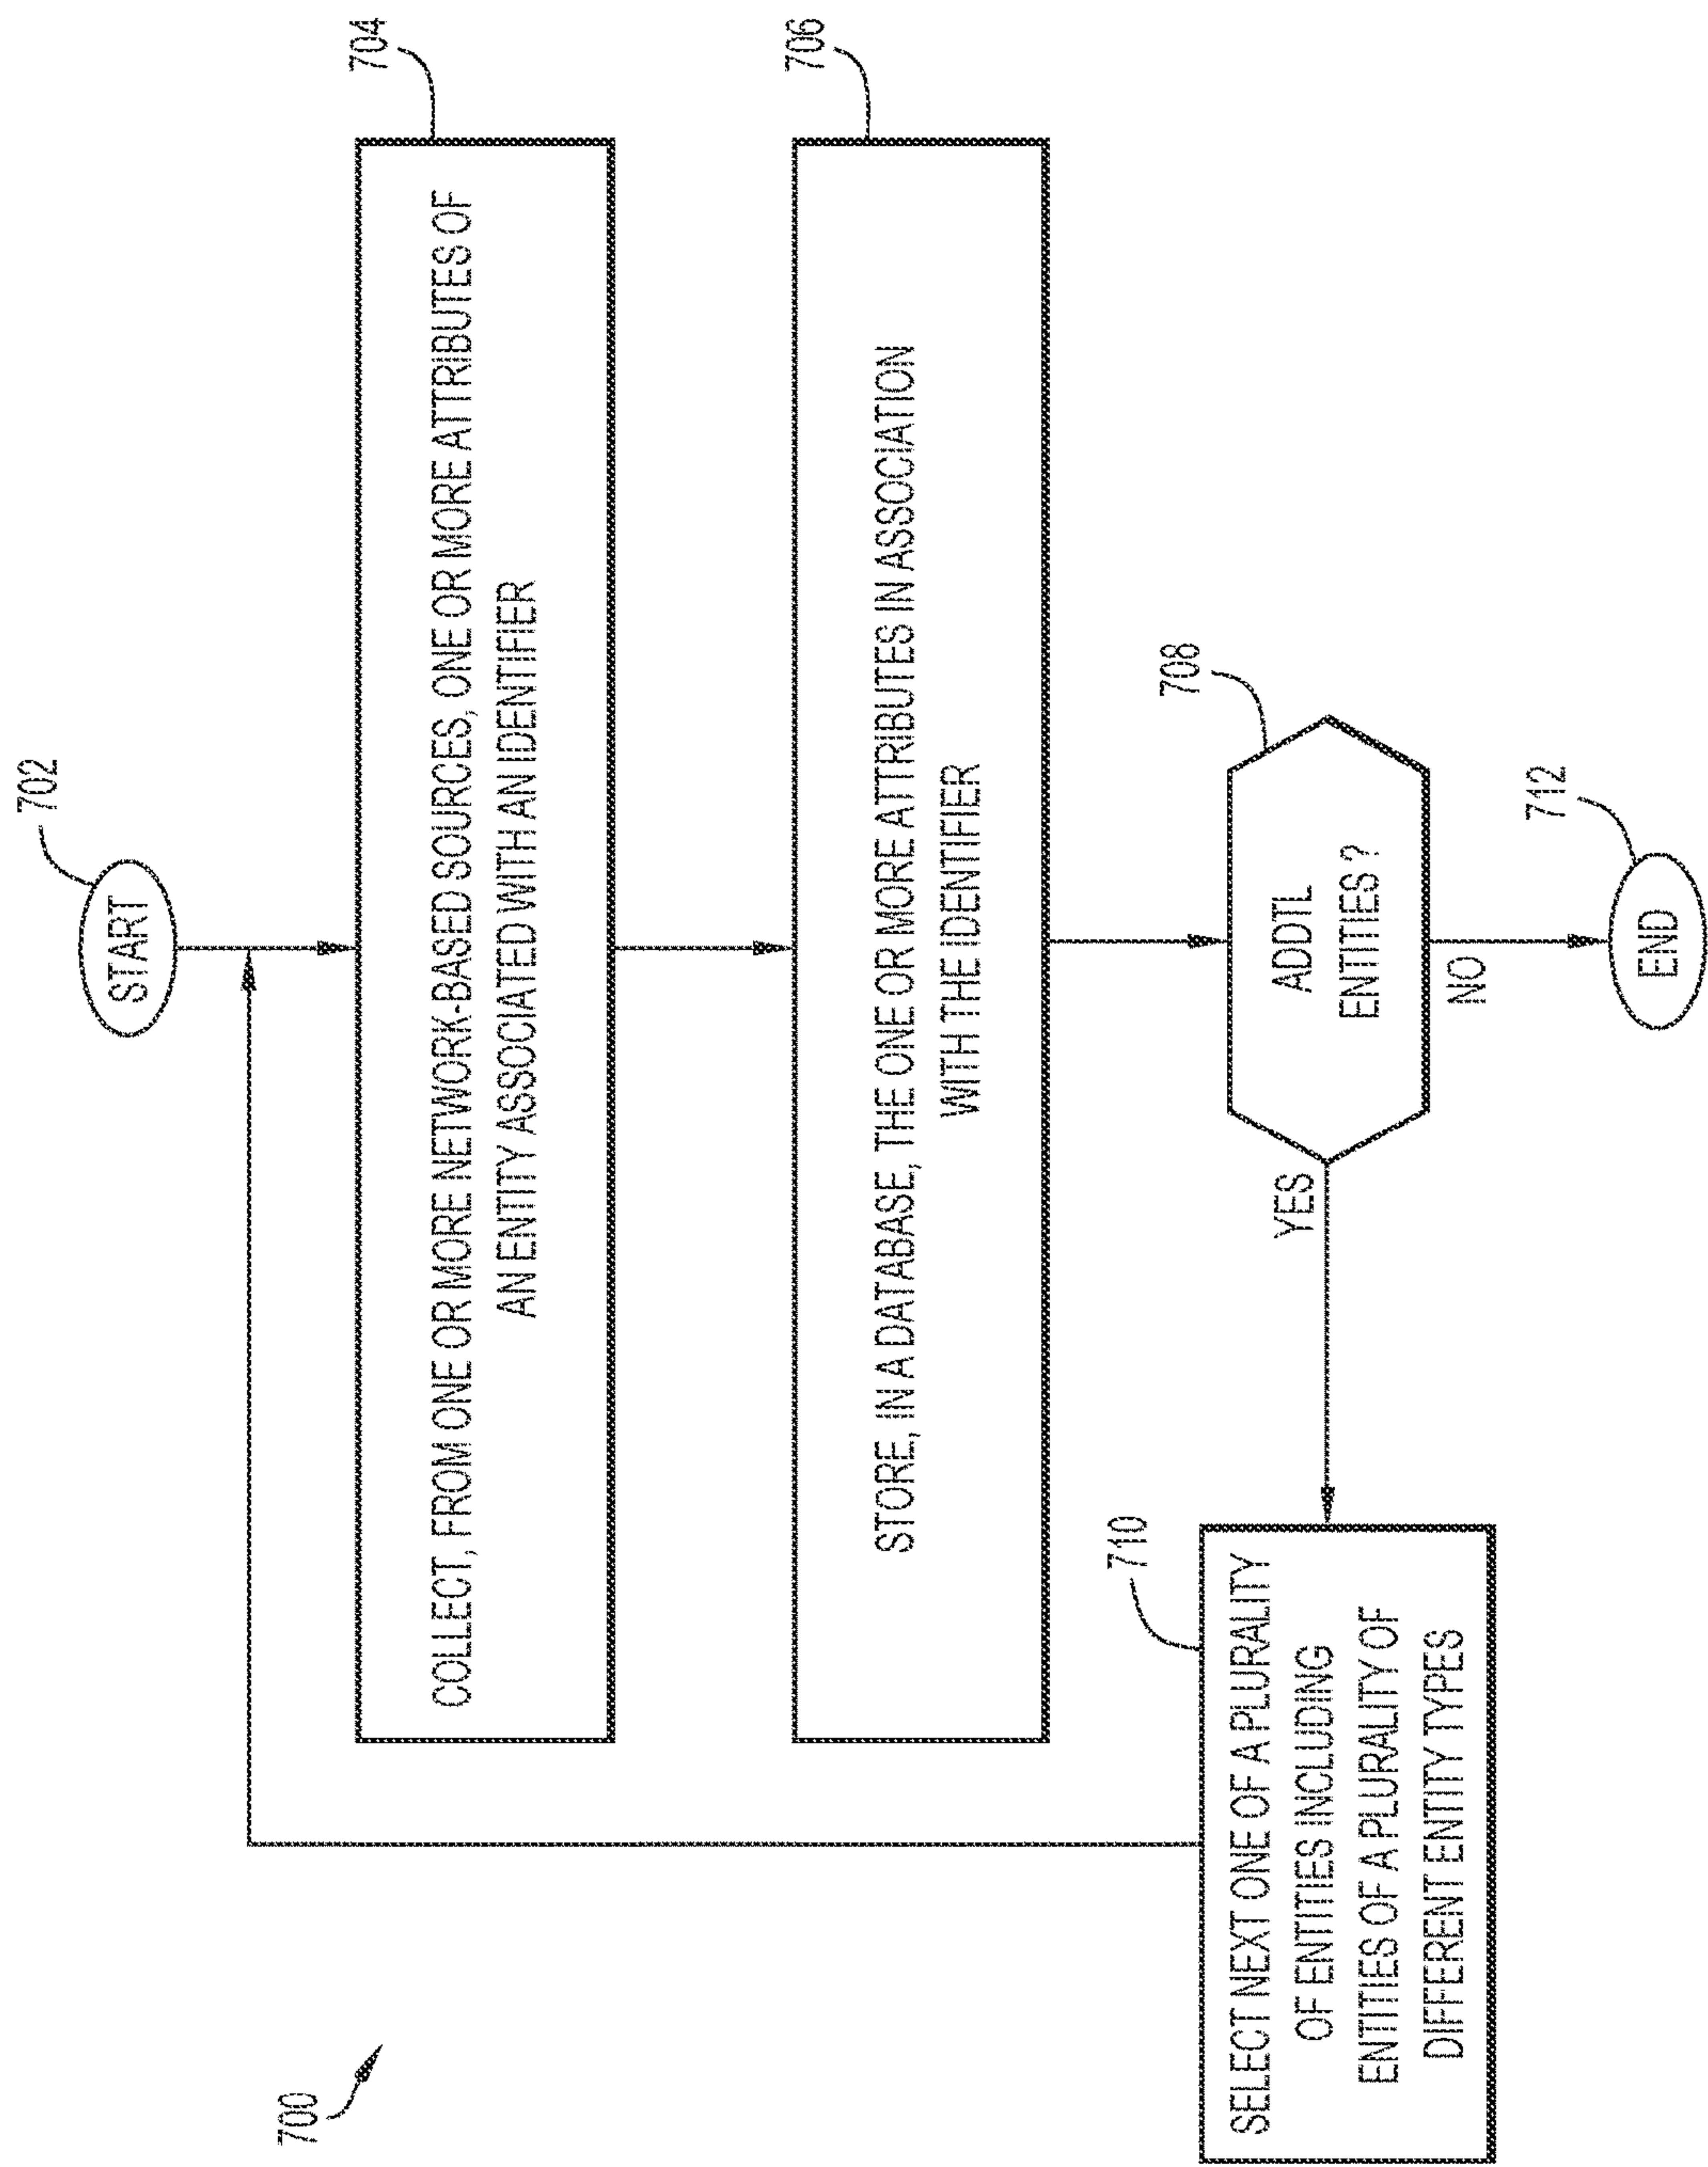 700
702
START
704
COLLECT, FROM ONE OR MORE NETWORK-BASED SOURCES, ONE OR MORE ATTRIBUTES OF
AN ENTITY ASSOCIATED WITH AN IDENTIFIER
706
STORE, IN A DATABASE, THE ONE OR MORE ATTRIBUTES IN ASSOCIATION
WITH THE IDENTIFIER
708
ADDTL
ENTITIES?
YES
NO
710
SELECT NEXT ONE OF A PLURALITY
OF ENTITIES INCLUDING
ENTITIES OF A PLURALITY OF
DIFFERENT ENTITY TYPES
712
END